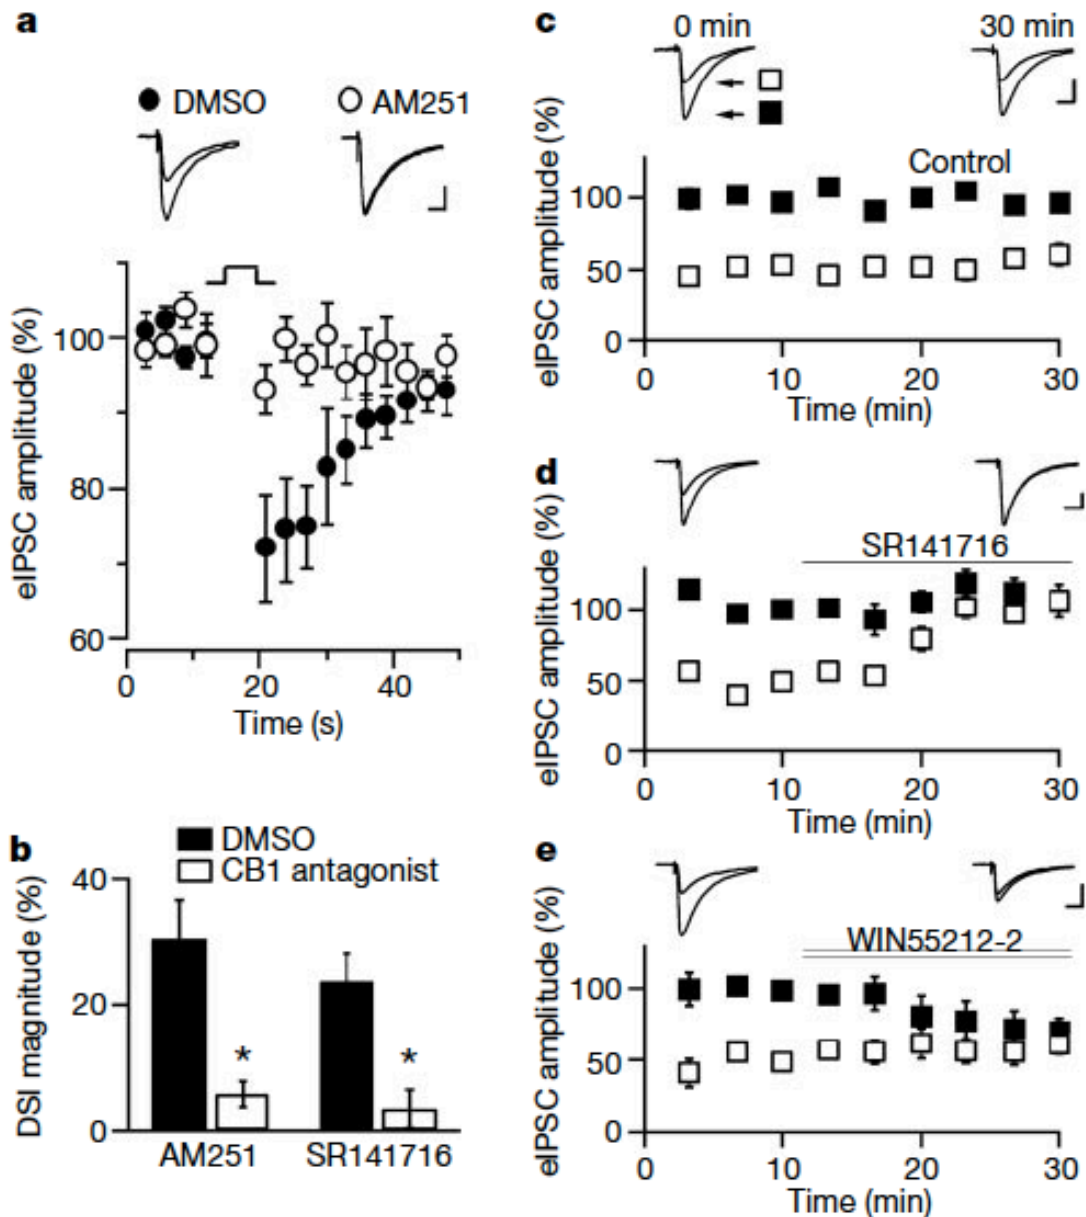 a
DMSO
AM251
eIPSC amplitude (%)
100
80
60
0
20
40
Time (s)
b
DMSO
CB1 antagonist
DSI magnitude (%)
40
20
0
*
*
AM251
SR141716
c
0 min
30 min
eIPSC amplitude (%)
Control
100
50
0
0
10
20
30
Time (min)
d
eIPSC amplitude (%)
SR141716
100
50
0
0
10
20
30
Time (min)
e
eIPSC amplitude (%)
WIN55212-2
100
50
0
0
10
20
30
Time (min)